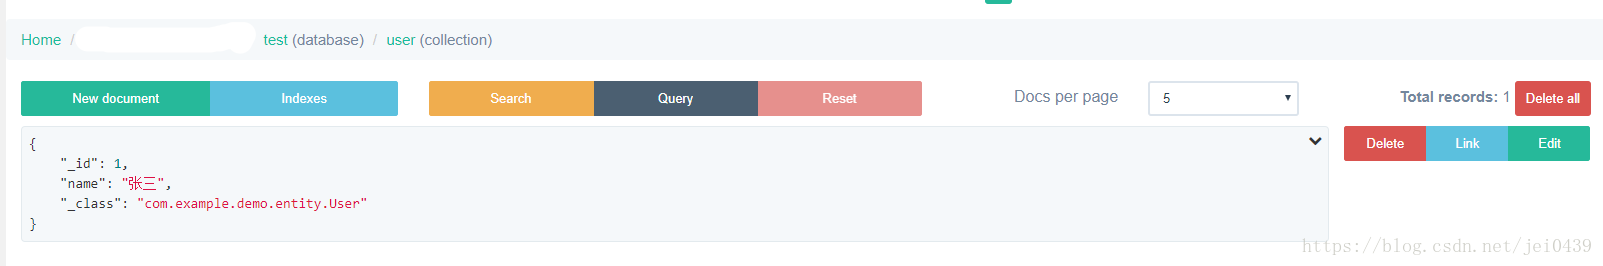 Home / test (database) / user (collection)
New document Indexes Search Query Reset Docs per page 5 Total records: 1 Delete all
{
"_id": 1,
"name": "张三",
"_class": "com.example.demo.entity.User"
}
Delete Link Edit
https://blog.csdn.net/jei0439